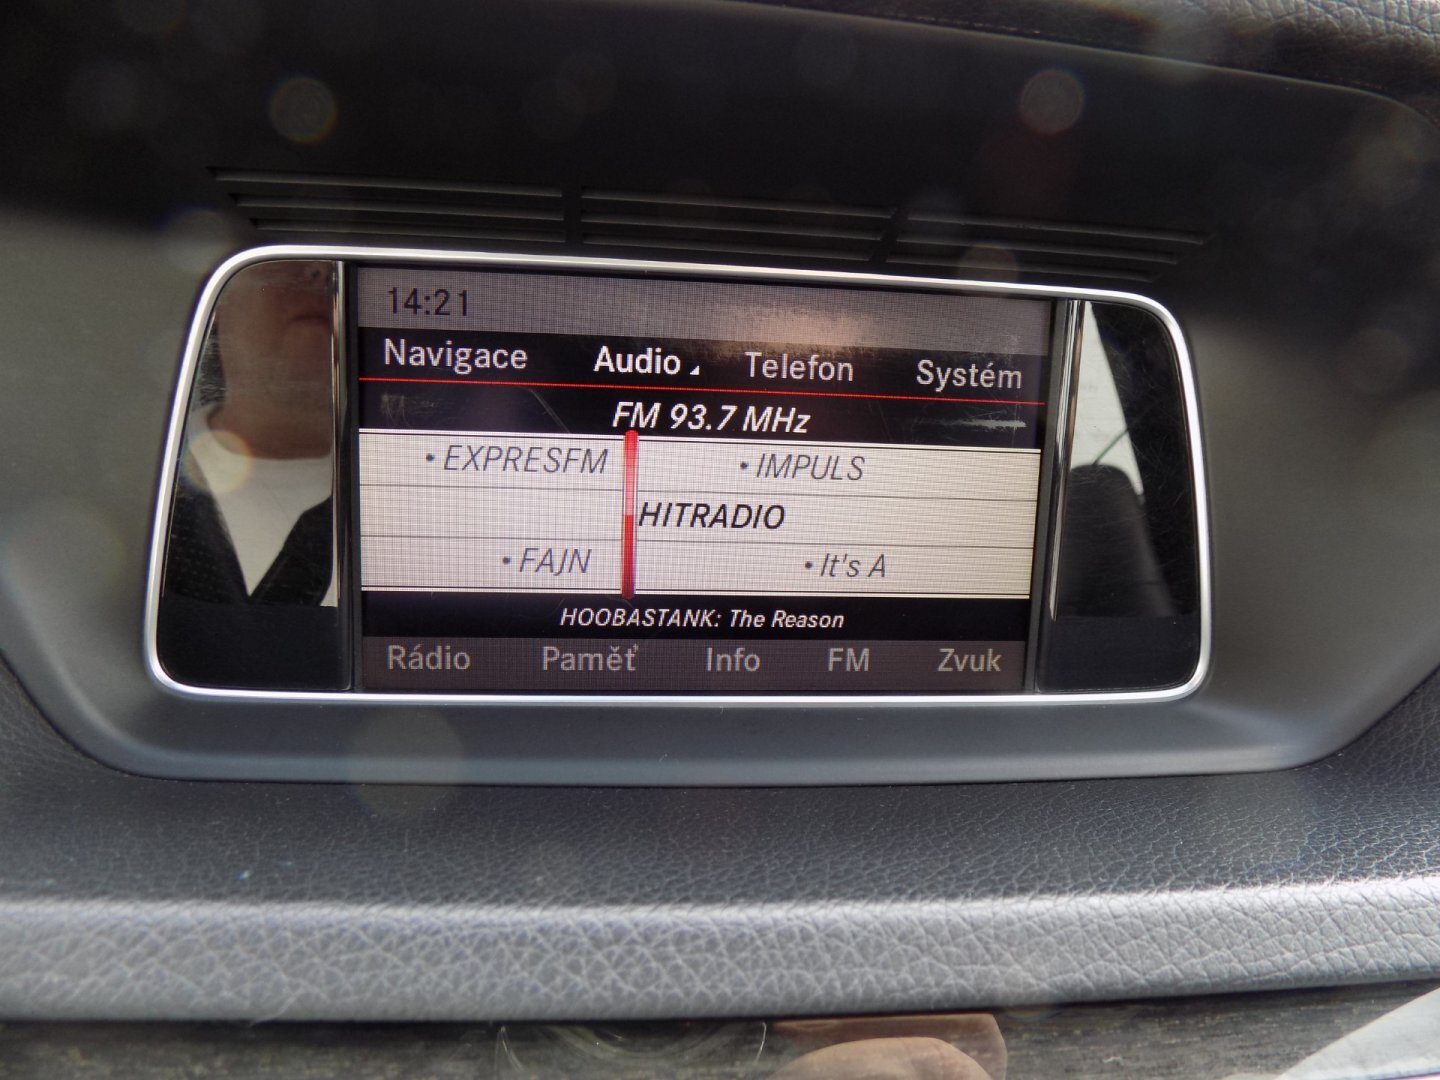 14:21
Navigace Audio Telefon Systém
FM 93.7 MHz
• EXPRESFM • IMPULS
HITRADIO
• FAJN • It's A
HOOBASTANK: The Reason
Rádio Paměť Info FM Zvuk